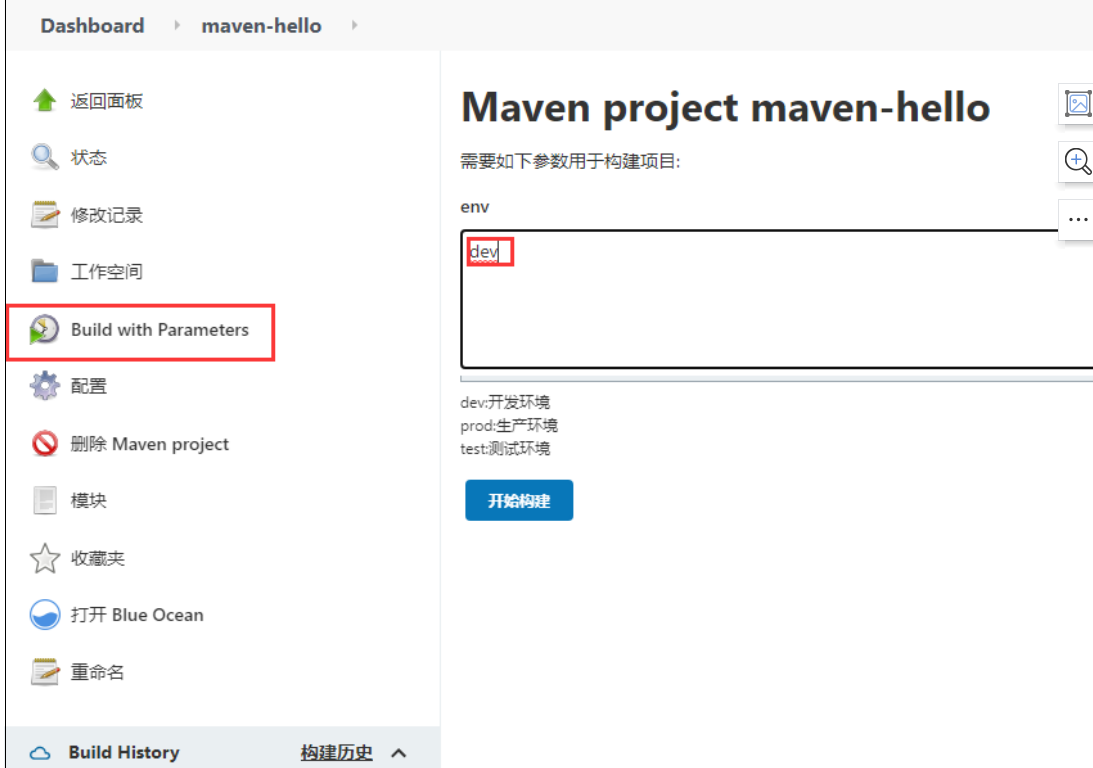 Dashboard maven-hello
返回面板
状态
修改记录
工作空间
Build with Parameters
配置
删除 Maven project
模块
收藏夹
打开 Blue Ocean
重命名
Build History 构建历史
Maven project maven-hello
需要如下参数用于构建项目:
env
dev
dev:开发环境
prod:生产环境
test:测试环境
开始构建